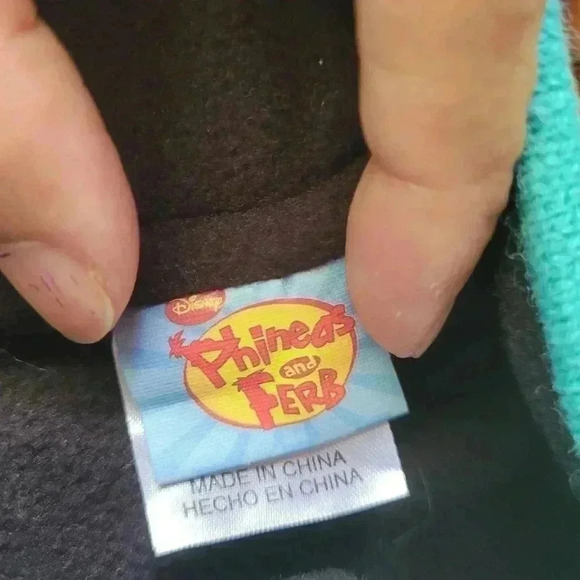 Disney
Phineas
and
FERB
MADE IN CHINA
HECHO EN CHINA